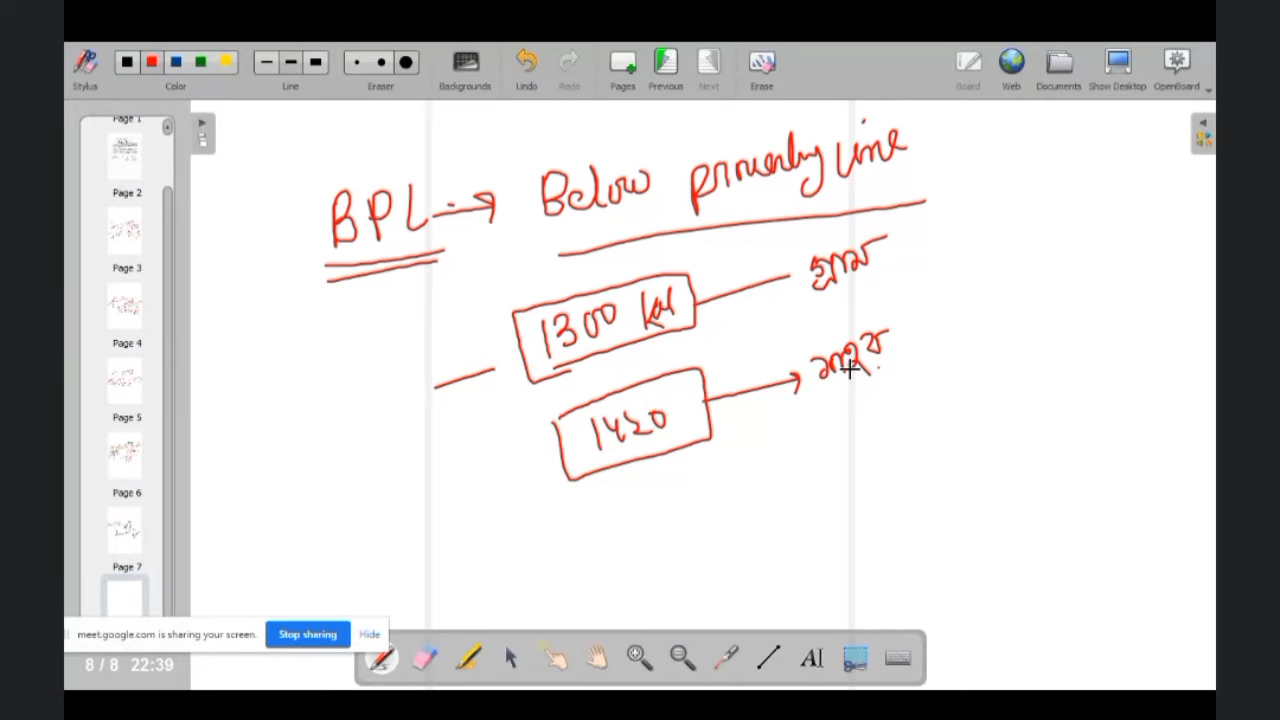 Stylus Color Line Eraser Backgrounds Undo Redo Pages Previous Next Erase Board Web Documents Show Desktop OpenBoard
Page 1
Page 2
Page 3
Page 4
Page 5
Page 6
Page 7
BPL → Below line
1300 kal — গ্রাম
1420 →
meet.google.com is sharing your screen. Stop sharing Hide
8 / 8 22:39